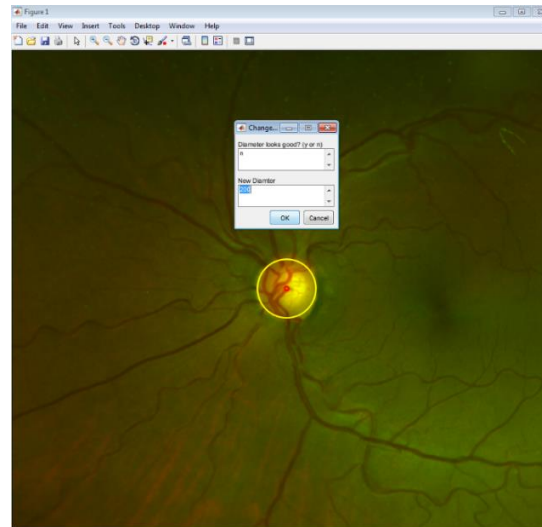 Figure 1
File Edit View Insert Tools Desktop Window Help
Change...
Diameter looks good? (y or n)
n
New Diamter
200
OK Cancel